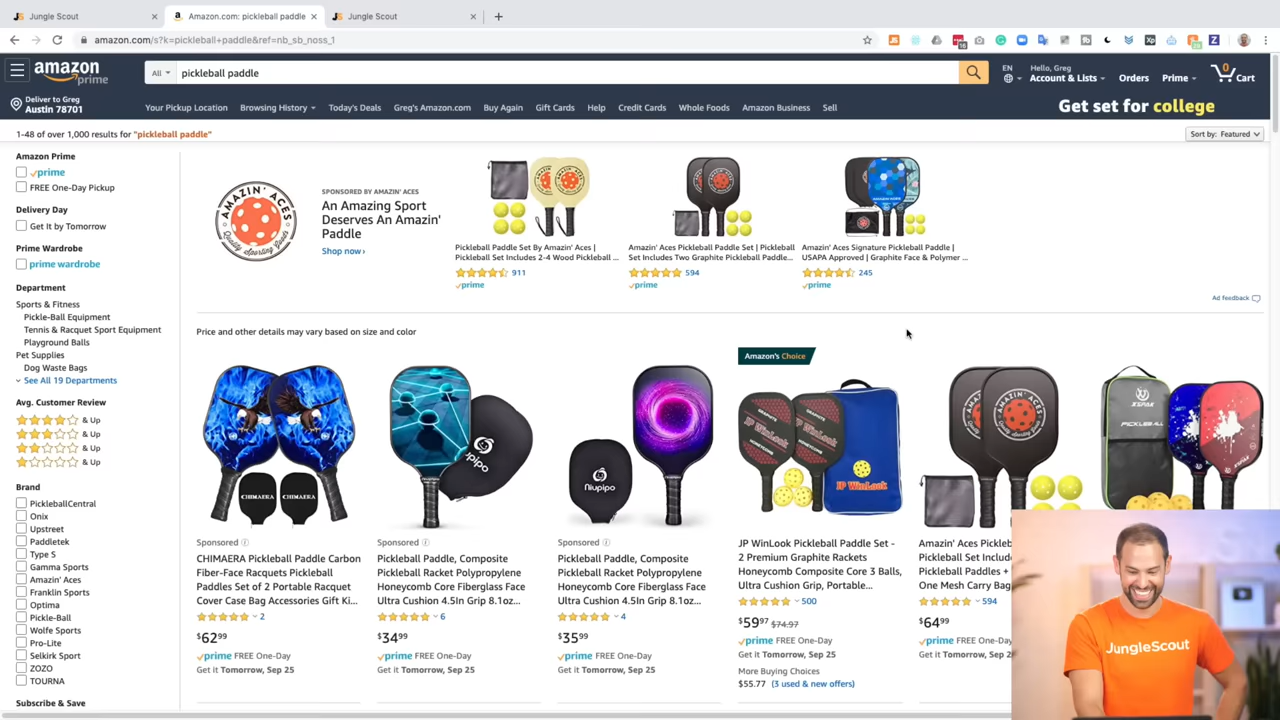 Jungle Scout
Amazon.com: pickleball paddle
Jungle Scout
amazon.com/s?k=pickleball+paddle&ref=nb_sb_noss_1
amazon
prime
All
pickleball paddle
EN
Hello, Greg
Account & Lists
Orders
Prime
0
Cart
Deliver to Greg
Austin 78701
Your Pickup Location
Browsing History
Today's Deals
Greg's Amazon.com
Buy Again
Gift Cards
Help
Credit Cards
Whole Foods
Amazon Business
Sell
Get set for college
1-48 of over 1,000 results for "pickleball paddle"
Sort by: Featured
Amazon Prime
prime
FREE One-Day Pickup
Delivery Day
Get It by Tomorrow
Prime Wardrobe
prime wardrobe
Department
Sports & Fitness
Pickle-Ball Equipment
Tennis & Racquet Sport Equipment
Playground Balls
Pet Supplies
Dog Waste Bags
See All 19 Departments
Avg. Customer Review
& Up
& Up
& Up
& Up
Brand
PickleballCentral
Onix
Upstreet
Paddletek
Type S
Gamma Sports
Amazin' Aces
Franklin Sports
Optima
Pickle-Ball
Wolfe Sports
Pro-Lite
Selkirk Sport
ZOZO
TOURNA
Subscribe & Save
AMAZIN' ACES
Quality Sporting Goods
SPONSORED BY AMAZIN' ACES
An Amazing Sport
Deserves An Amazin'
Paddle
Shop now ›
Pickleball Paddle Set By Amazin' Aces |
Pickleball Set Includes 2-4 Wood Pickleball ...
911
prime
Amazin' Aces Pickleball Paddle Set | Pickleball
Set Includes Two Graphite Pickleball Paddle...
594
prime
Amazin' Aces Signature Pickleball Paddle |
USAPA Approved | Graphite Face & Polymer ...
245
prime
Ad feedback
Price and other details may vary based on size and color
CHIMAERA
CHIMAERA
Sponsored
CHIMAERA Pickleball Paddle Carbon
Fiber-Face Racquets Pickleball
Paddles Set of 2 Portable Racquet
Cover Case Bag Accessories Gift Ki...
2
$62.99
prime FREE One-Day
Get it Tomorrow, Sep 25
Sponsored
Pickleball Paddle, Composite
Pickleball Racket Polypropylene
Honeycomb Core Fiberglass Face
Ultra Cushion 4.5In Grip 8.1oz...
6
$34.99
prime FREE One-Day
Get it Tomorrow, Sep 25
Niupipo
Sponsored
Pickleball Paddle, Composite
Pickleball Racket Polypropylene
Honeycomb Core Fiberglass Face
Ultra Cushion 4.5In Grip 8.1oz...
4
$35.99
prime FREE One-Day
Get it Tomorrow, Sep 25
Amazon's Choice
JP WinLook
JP WinLook Pickleball Paddle Set -
2 Premium Graphite Rackets
Honeycomb Composite Core 3 Balls,
Ultra Cushion Grip, Portable...
500
$59.97 $74.97
prime FREE One-Day
Get it Tomorrow, Sep 25
More Buying Choices
$55.77 (3 used & new offers)
AMAZIN' ACES
Amazin' Aces Pickleball
Pickleball Set Include
Pickleball Paddles +
One Mesh Carry Bag
594
$64.99
prime FREE One-Day
Get it Tomorrow, Sep
PICKLEBALL
JungleScout